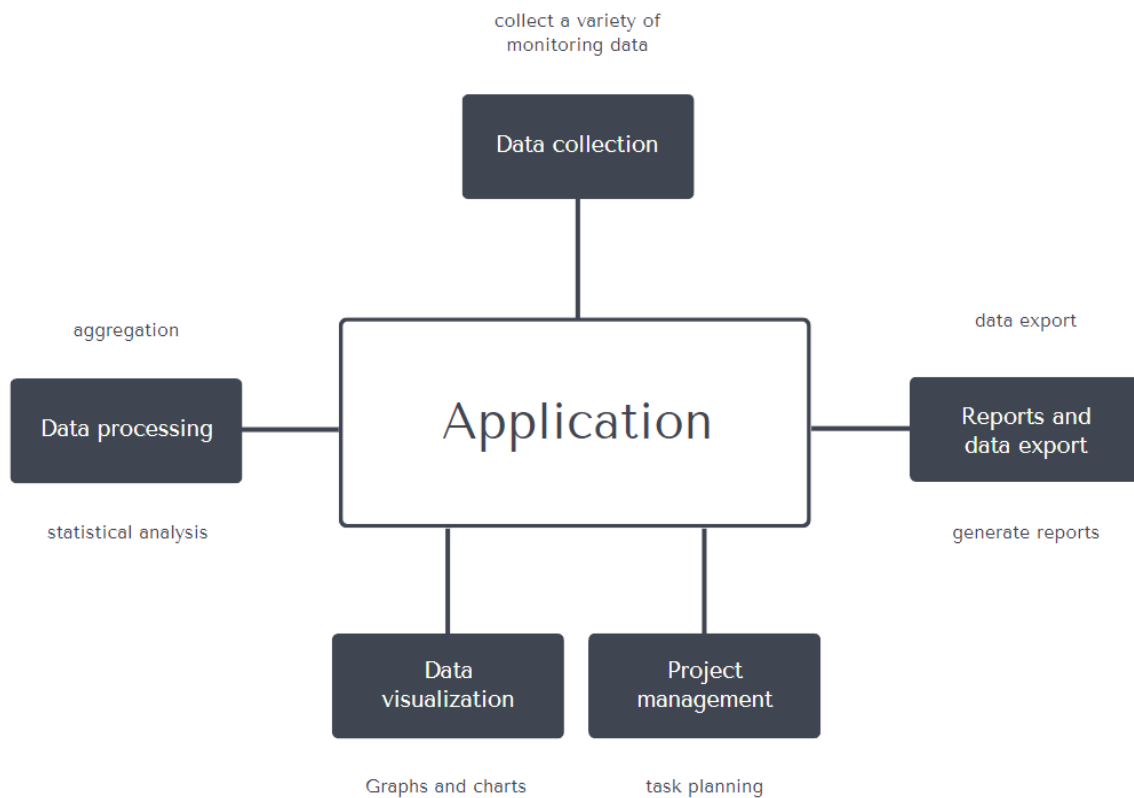 collect a variety of
monitoring data
Data collection
aggregation
Data processing
statistical analysis
Application
data export
Reports and
data export
generate reports
Data
visualization
Graphs and charts
Project
management
task planning